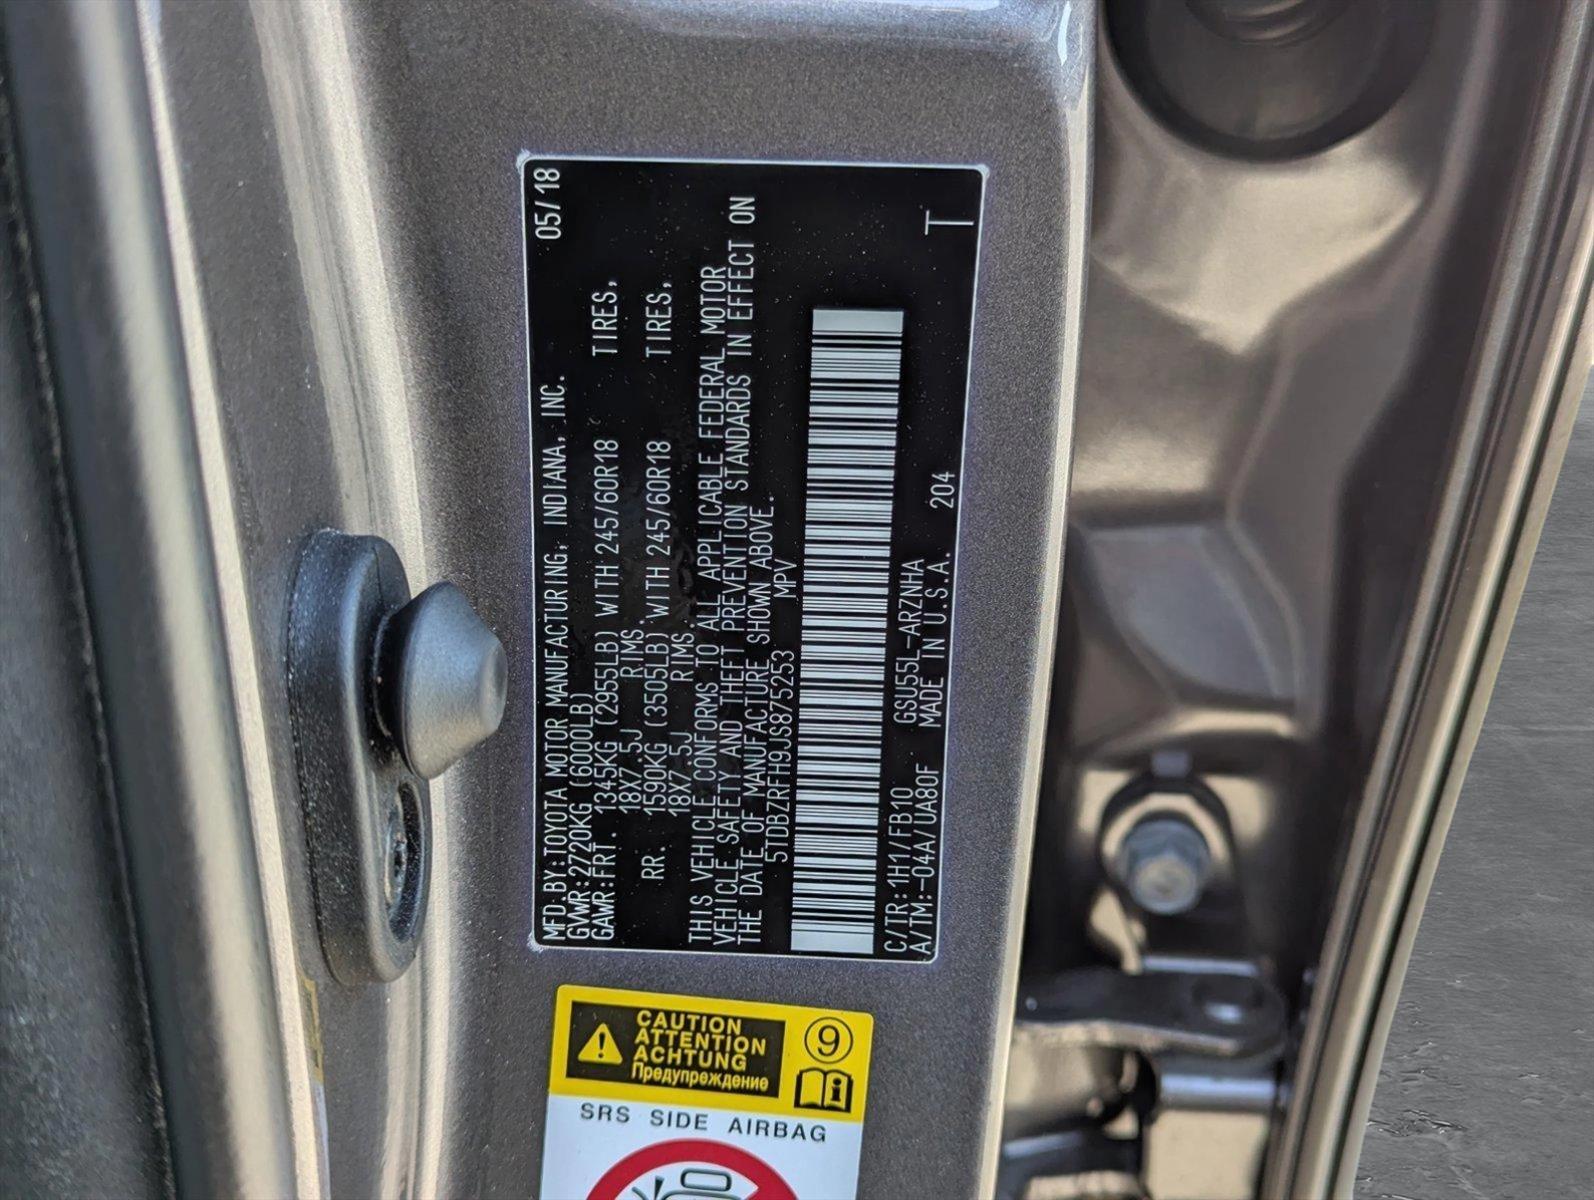 MFD.BY:TOYOTA MOTOR MANUFACTURING, INDIANA, INC. 05/18
GVWR:2720KG (6000LB)
GAWR:FRT. 1345KG (2955LB) WITH 245/60R18 TIRES,
18X7.5J RIMS.
RR. 1590KG (3505LB) WITH 245/60R18 TIRES,
18X7.5J RIMS.
THIS VEHICLE CONFORMS TO ALL APPLICABLE FEDERAL MOTOR
VEHICLE SAFETY AND THEFT PREVENTION STANDARDS IN EFFECT ON
THE DATE OF MANUFACTURE SHOWN ABOVE.
5TDBZRFH9JS875253 MPV
C/TR:1H1/FB10 GSU55L-ARZNHA
A/TM:-04A/UA80F MADE IN U.S.A. 204 T
CAUTION
ATTENTION
ACHTUNG
Предупреждение
9
SRS SIDE AIRBAG